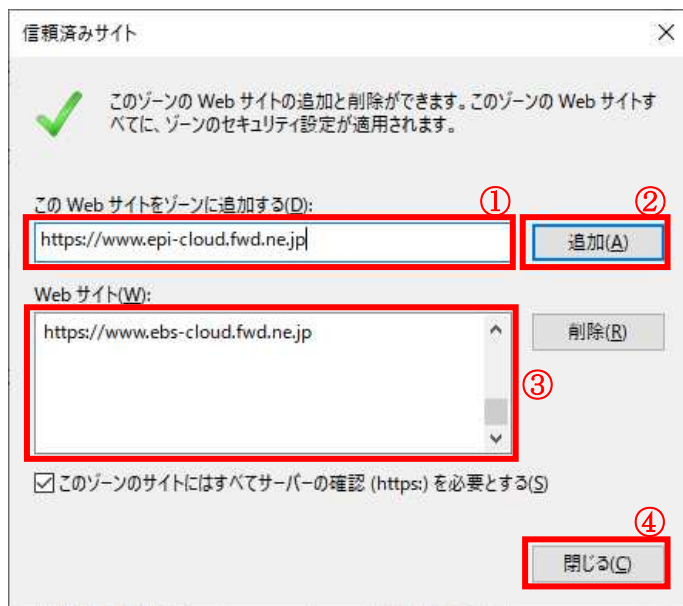 信頼済みサイト
このゾーンの Web サイトの追加と削除ができます。このゾーンの Web サイトす
べてに、ゾーンのセキュリティ設定が適用されます。
この Web サイトをゾーンに追加する(D):
①
②
https://www.epi-cloud.fwd.ne.jp
追加(A)
Web サイト(W):
https://www.ebs-cloud.fwd.ne.jp
削除(R)
③
このゾーンのサイトにはすべてサーバーの確認 (https:) を必要とする(S)
④
閉じる(C)